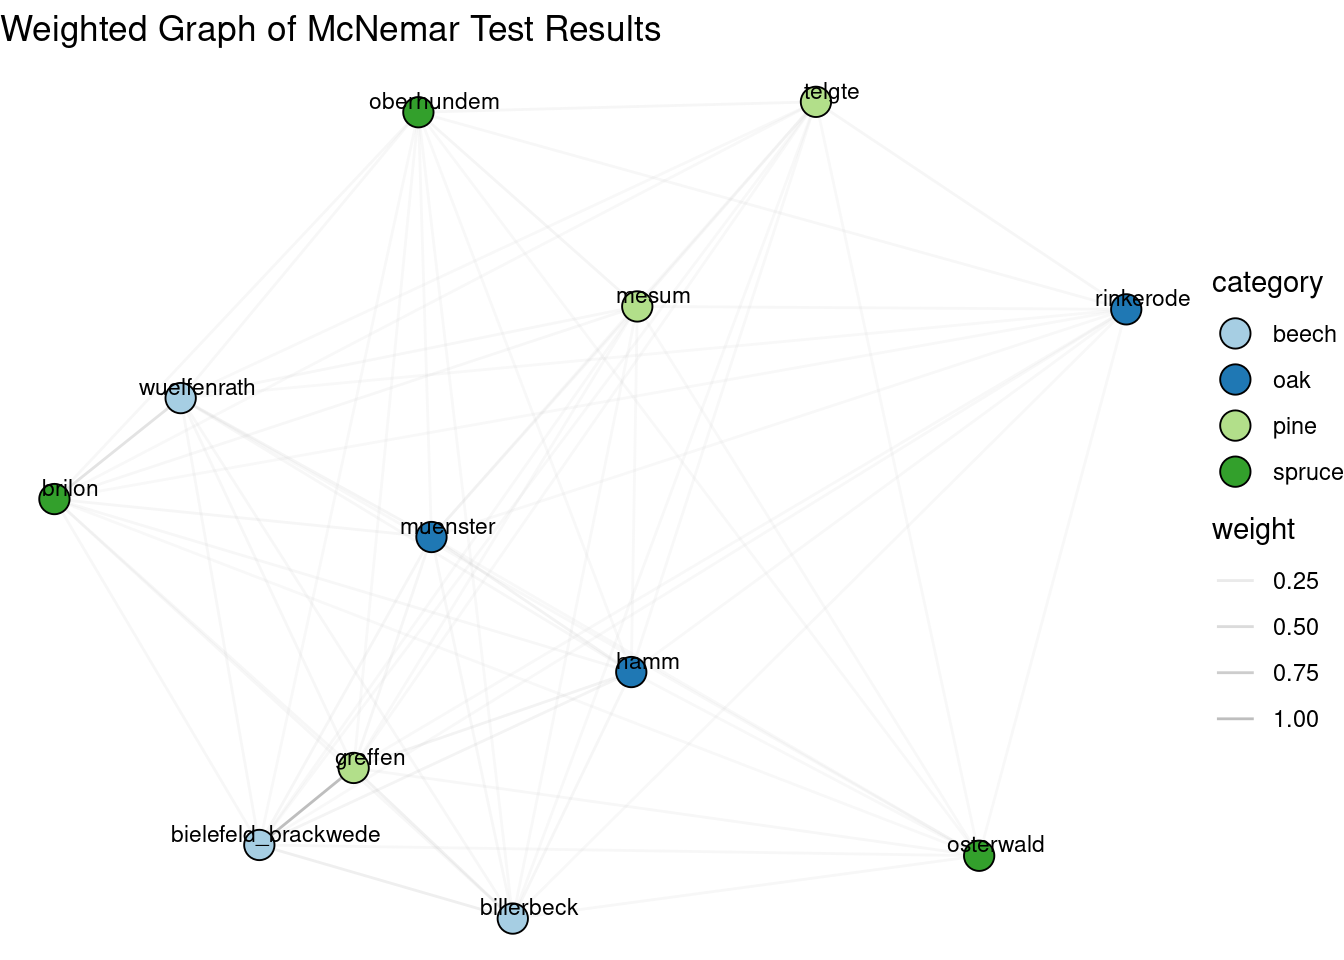 Weighted Graph of McNemar Test Results
telgte
oberhundem
mesum
rinkerode
wuelfenrath
brilon
muenster
hamm
greffen
bielefeld_brackwede
osterwald
billerbeck
category
beech
oak
pine
spruce
weight
0.25
0.50
0.75
1.00